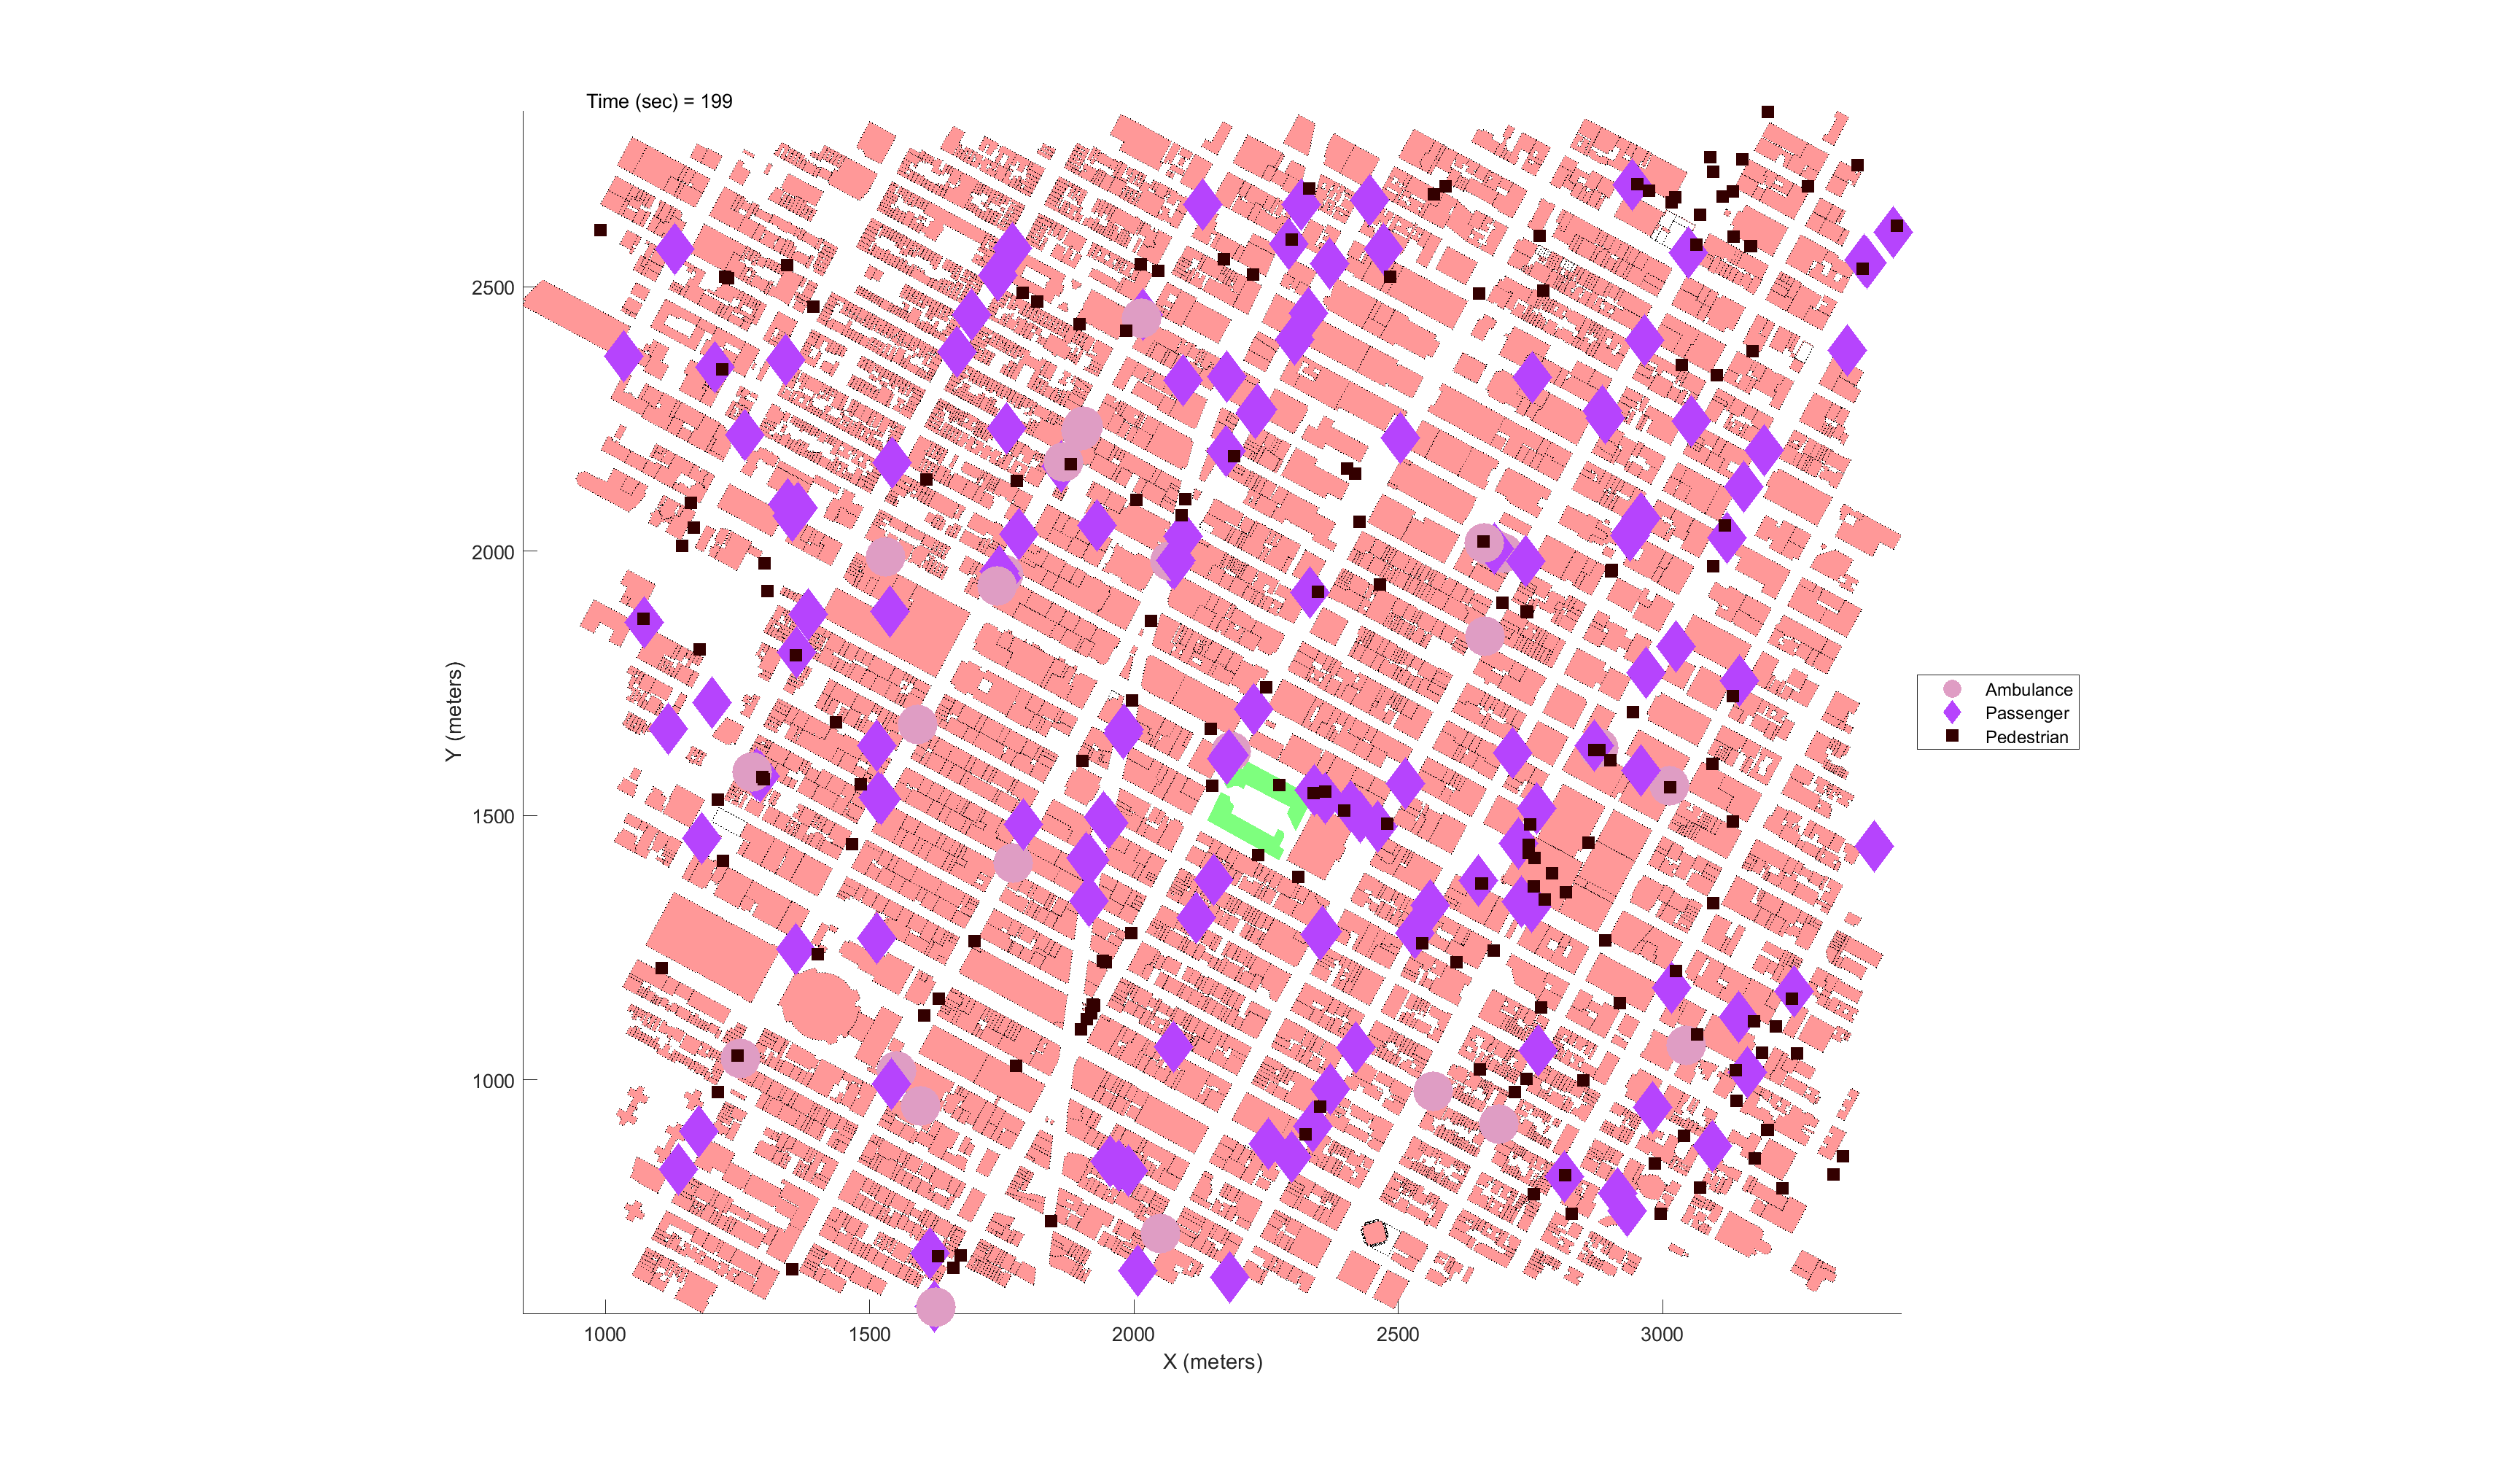 Time (sec) = 199
2500
2000
1500
1000
Y (meters)
1000
1500
2000
2500
3000
X (meters)
Ambulance
Passenger
Pedestrian